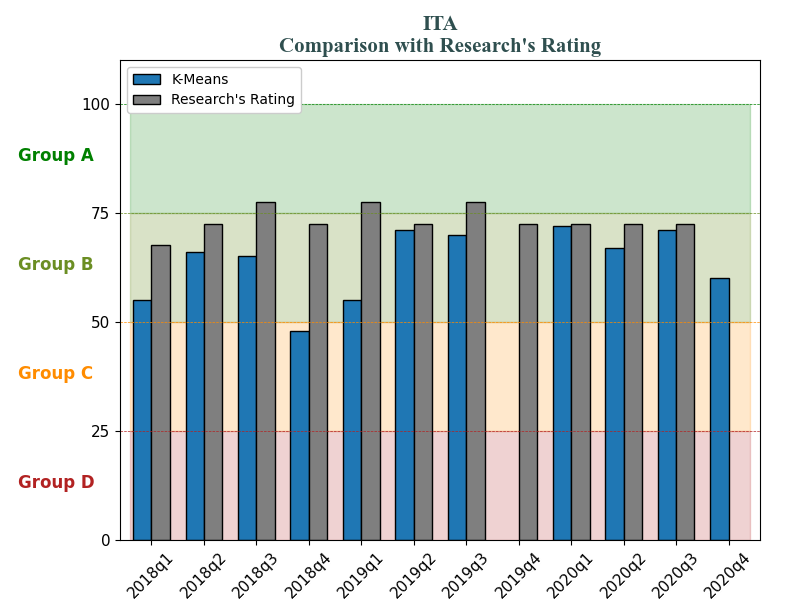 ITA
Comparison with Research's Rating
K-Means
Research's Rating
100
Group A
75
Group B
50
Group C
25
Group D
0
2018q1 2018q2 2018q3 2018q4 2019q1 2019q2 2019q3 2019q4 2020q1 2020q2 2020q3 2020q4